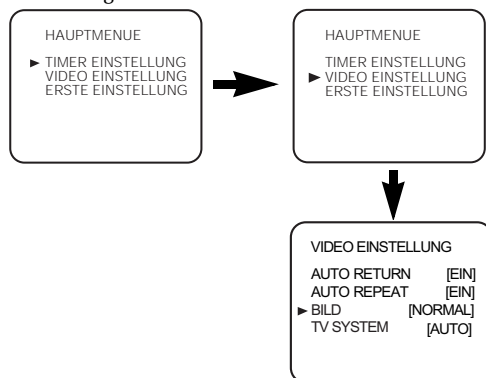 HAUPTMENUE
TIMER EINSTELLUNG
VIDEO EINSTELLUNG
ERSTE EINSTELLUNG
HAUPTMENUE
TIMER EINSTELLUNG
VIDEO EINSTELLUNG
ERSTE EINSTELLUNG
VIDEO EINSTELLUNG
AUTO RETURN [EIN]
AUTO REPEAT [EIN]
BILD [NORMAL]
TV SYSTEM [AUTO]